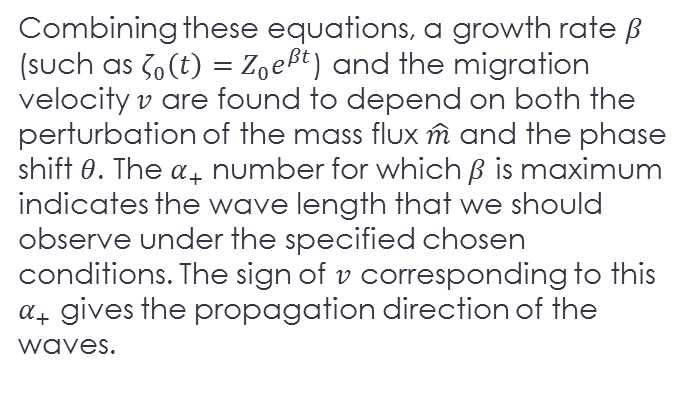 Combining these equations, a growth rate β
(such as ζ₀(t) = Z₀e^{βt}) and the migration
velocity v are found to depend on both the
perturbation of the mass flux m̂ and the phase
shift θ. The α₊ number for which β is maximum
indicates the wave length that we should
observe under the specified chosen
conditions. The sign of v corresponding to this
α₊ gives the propagation direction of the
waves.